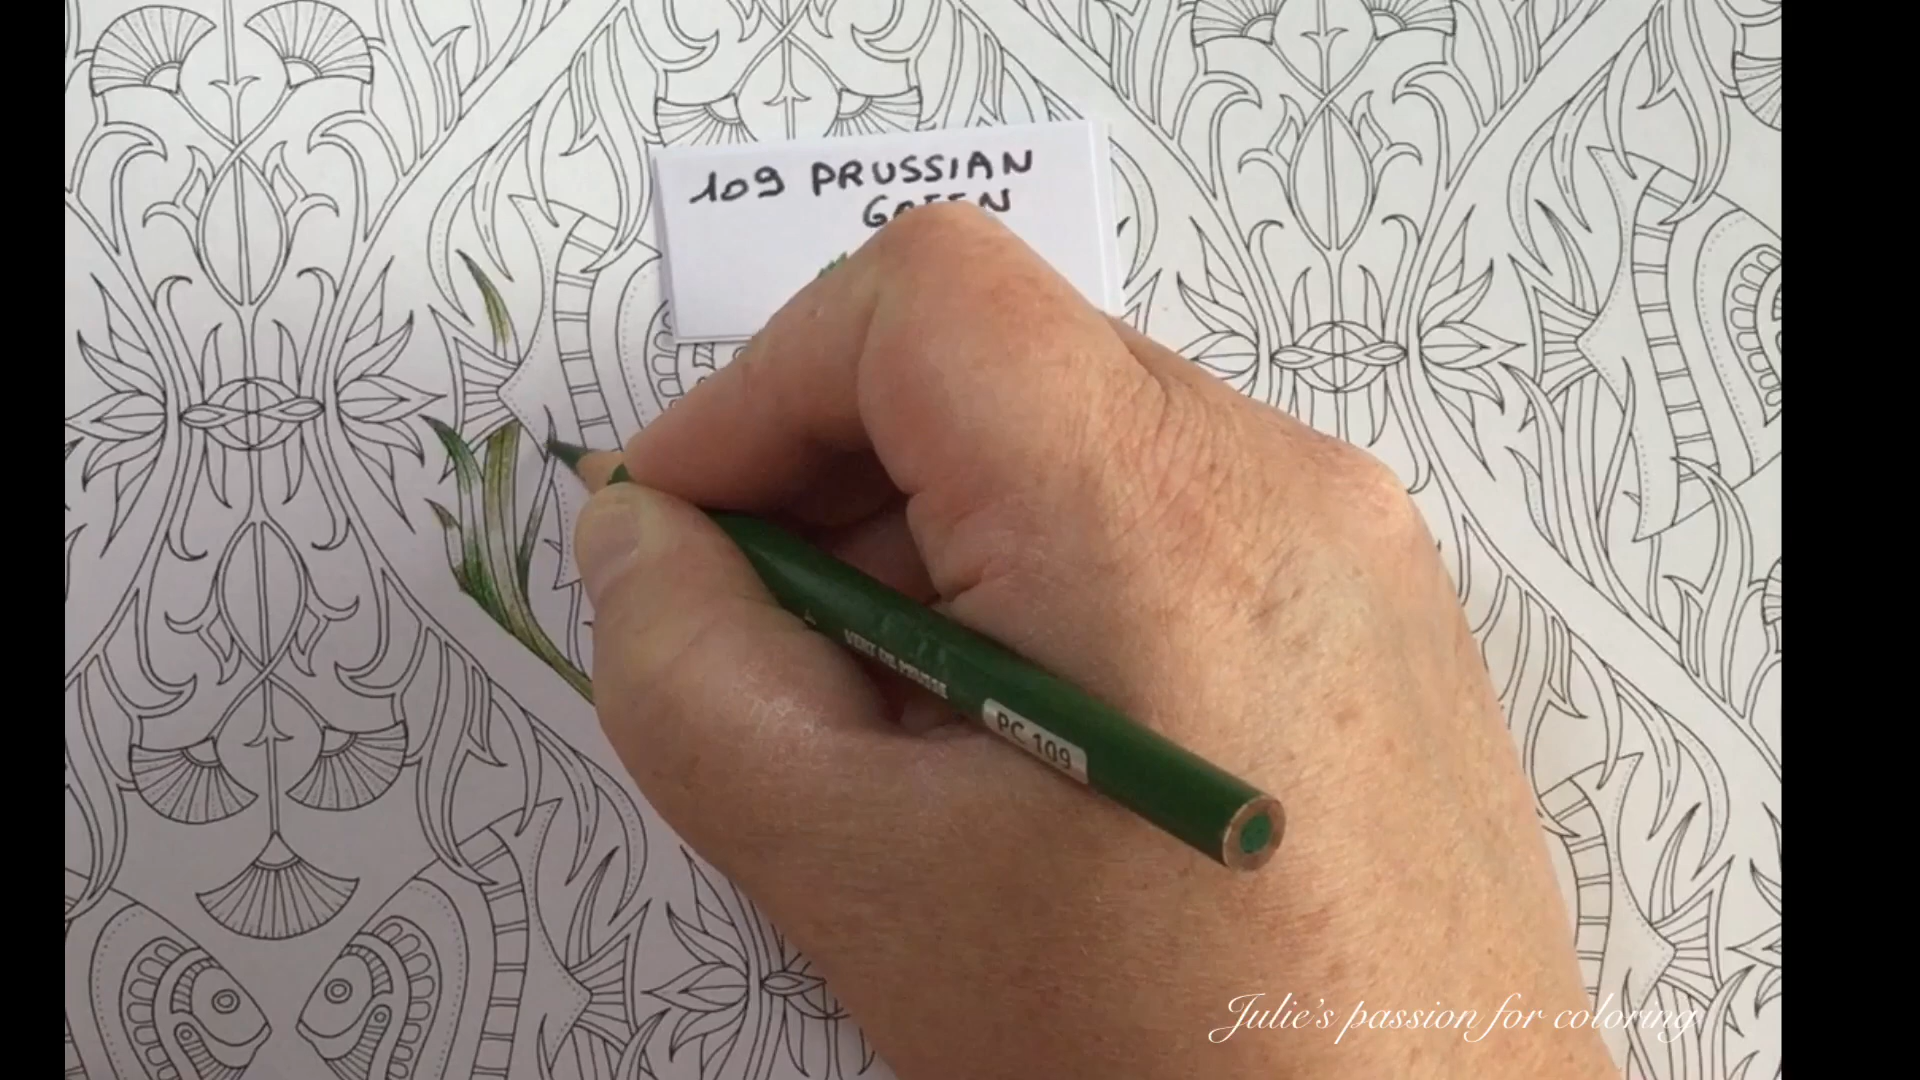 109 PRUSSIAN
GREEN
VERT DE PRUSSE
PC 109
Julie's passion for coloring